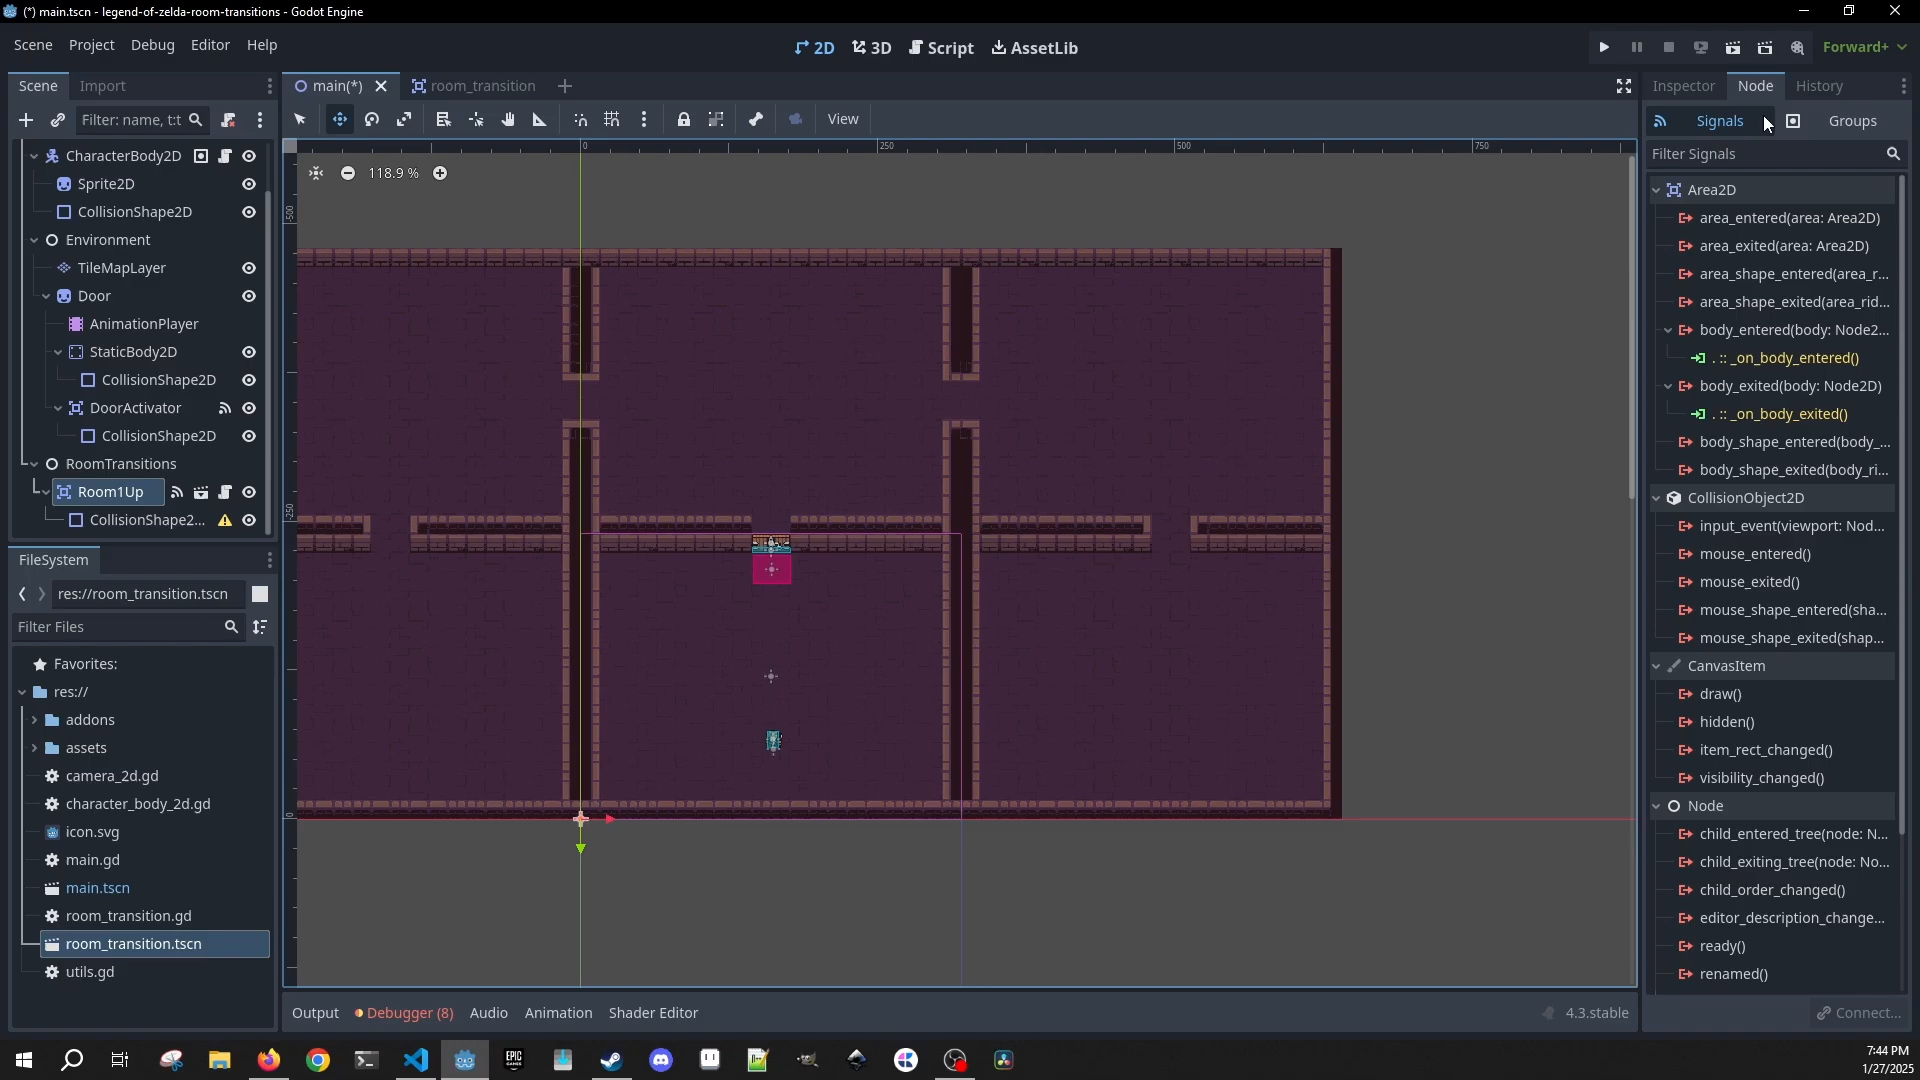 (*) main.tscn - legend-of-zelda-room-transitions - Godot Engine
Scene Project Debug Editor Help
2D 3D Script AssetLib
Forward+
Scene Import
main(*) room_transition
Inspector Node History
Filter: name, t:t
View
Signals Groups
Filter Signals
0 250 500 750
118.9 %
-500
-250
0
CharacterBody2D
Sprite2D
CollisionShape2D
Environment
TileMapLayer
Door
AnimationPlayer
StaticBody2D
CollisionShape2D
DoorActivator
CollisionShape2D
RoomTransitions
Room1Up
CollisionShape2...
FileSystem
res://room_transition.tscn
Filter Files
Favorites:
res://
addons
assets
camera_2d.gd
character_body_2d.gd
icon.svg
main.gd
main.tscn
room_transition.gd
room_transition.tscn
utils.gd
Area2D
area_entered(area: Area2D)
area_exited(area: Area2D)
area_shape_entered(area_r...
area_shape_exited(area_rid...
body_entered(body: Node2...
. :: _on_body_entered()
body_exited(body: Node2D)
. :: _on_body_exited()
body_shape_entered(body_...
body_shape_exited(body_ri...
CollisionObject2D
input_event(viewport: Nod...
mouse_entered()
mouse_exited()
mouse_shape_entered(sha...
mouse_shape_exited(shap...
CanvasItem
draw()
hidden()
item_rect_changed()
visibility_changed()
Node
child_entered_tree(node: N...
child_exiting_tree(node: No...
child_order_changed()
editor_description_change...
ready()
renamed()
Connect...
Output Debugger (8) Audio Animation Shader Editor
4.3.stable
EPIC GAMES
7:44 PM
1/27/2025